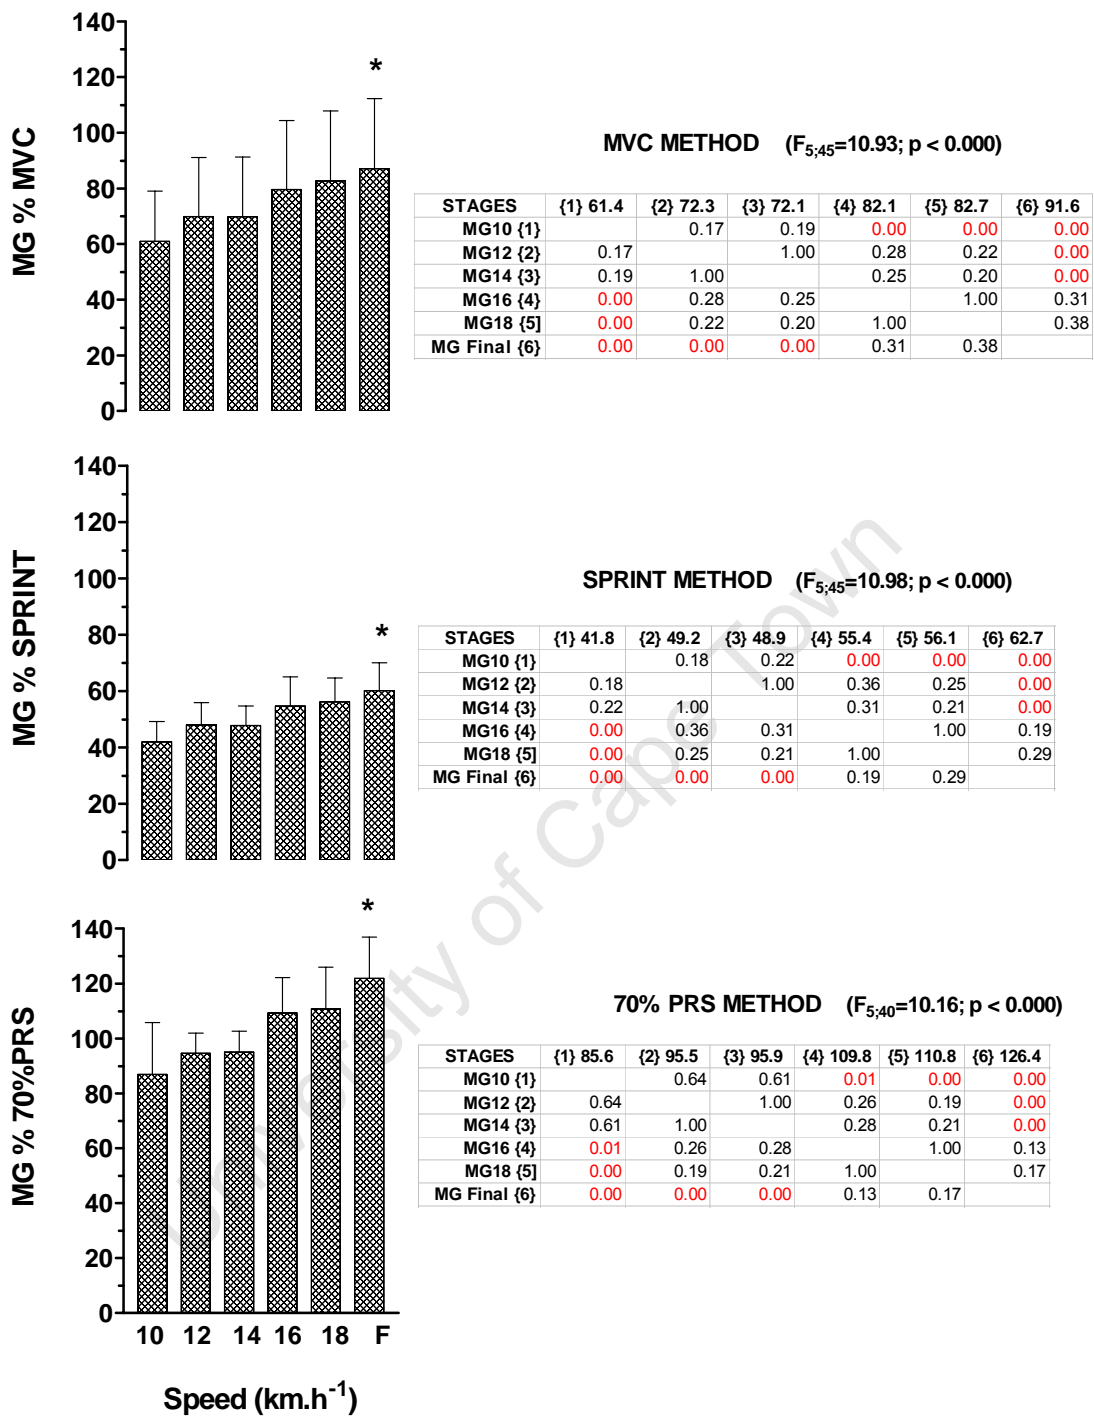 140
120
100
80
60
40
20
0
MG % MVC
*
MVC METHOD (F5;45=10.93; p < 0.000)
STAGES {1} 61.4 {2} 72.3 {3} 72.1 {4} 82.1 {5} 82.7 {6} 91.6
MG10 {1} 0.17 0.19 0.00 0.00 0.00
MG12 {2} 0.17 1.00 0.28 0.22 0.00
MG14 {3} 0.19 1.00 0.25 0.20 0.00
MG16 {4} 0.00 0.28 0.25 1.00 0.31
MG18 {5] 0.00 0.22 0.20 1.00 0.38
MG Final {6} 0.00 0.00 0.00 0.31 0.38
140
120
100
80
60
40
20
0
MG % SPRINT
*
SPRINT METHOD (F5;45=10.98; p < 0.000)
STAGES {1} 41.8 {2} 49.2 {3} 48.9 {4} 55.4 {5} 56.1 {6} 62.7
MG10 {1} 0.18 0.22 0.00 0.00 0.00
MG12 {2} 0.18 1.00 0.36 0.25 0.00
MG14 {3} 0.22 1.00 0.31 0.21 0.00
MG16 {4} 0.00 0.36 0.31 1.00 0.19
MG18 {5] 0.00 0.25 0.21 1.00 0.29
MG Final {6} 0.00 0.00 0.00 0.19 0.29
140
120
100
80
60
40
20
0
MG % 70%PRS
*
70% PRS METHOD (F5;40=10.16; p < 0.000)
STAGES {1} 85.6 {2} 95.5 {3} 95.9 {4} 109.8 {5} 110.8 {6} 126.4
MG10 {1} 0.64 0.61 0.01 0.00 0.00
MG12 {2} 0.64 1.00 0.26 0.19 0.00
MG14 {3} 0.61 1.00 0.28 0.21 0.00
MG16 {4} 0.01 0.26 0.28 1.00 0.13
MG18 {5] 0.00 0.19 0.21 1.00 0.17
MG Final {6} 0.00 0.00 0.00 0.13 0.17
10 12 14 16 18 F
Speed (km.h-1)
University of Cape Town